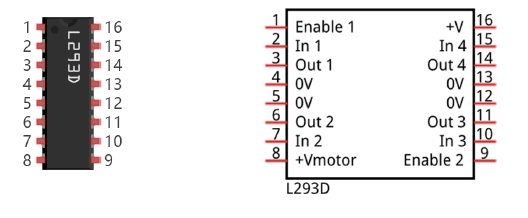 1 16
2 15
3 14
4 13
5 12
6 11
7 10
8 9
L293D
1 Enable 1 +V 16
2 In 1 In 4 15
3 Out 1 Out 4 14
4 0V 0V 13
5 0V 0V 12
6 Out 2 Out 3 11
7 In 2 In 3 10
8 +Vmotor Enable 2 9
L293D